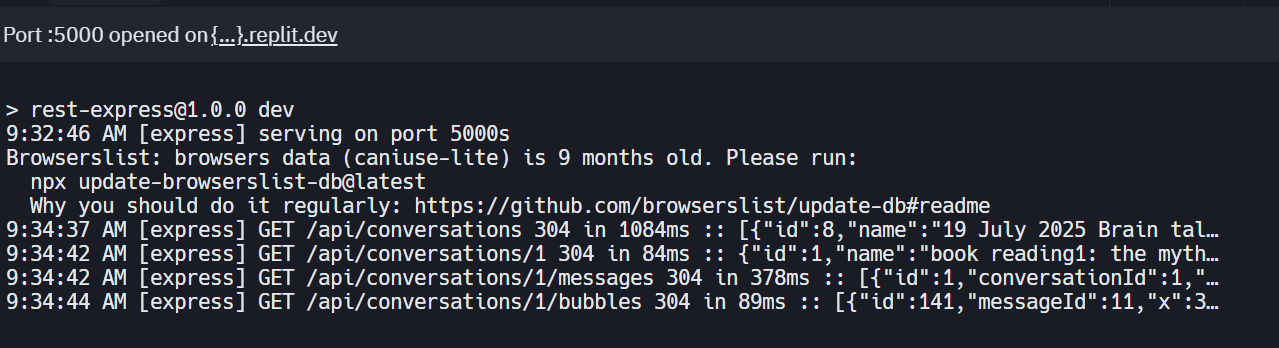 Port :5000 opened on {...}.replit.dev
> rest-express@1.0.0 dev
9:32:46 AM [express] serving on port 5000s
Browserslist: browsers data (caniuse-lite) is 9 months old. Please run:
  npx update-browserslist-db@latest
  Why you should do it regularly: https://github.com/browserslist/update-db#readme
9:34:37 AM [express] GET /api/conversations 304 in 1084ms :: [{"id":8,"name":"19 July 2025 Brain tal…
9:34:42 AM [express] GET /api/conversations/1 304 in 84ms :: {"id":1,"name":"book reading1: the myth…
9:34:42 AM [express] GET /api/conversations/1/messages 304 in 378ms :: [{"id":1,"conversationId":1,"…
9:34:44 AM [express] GET /api/conversations/1/bubbles 304 in 89ms :: [{"id":141,"messageId":11,"x":3…